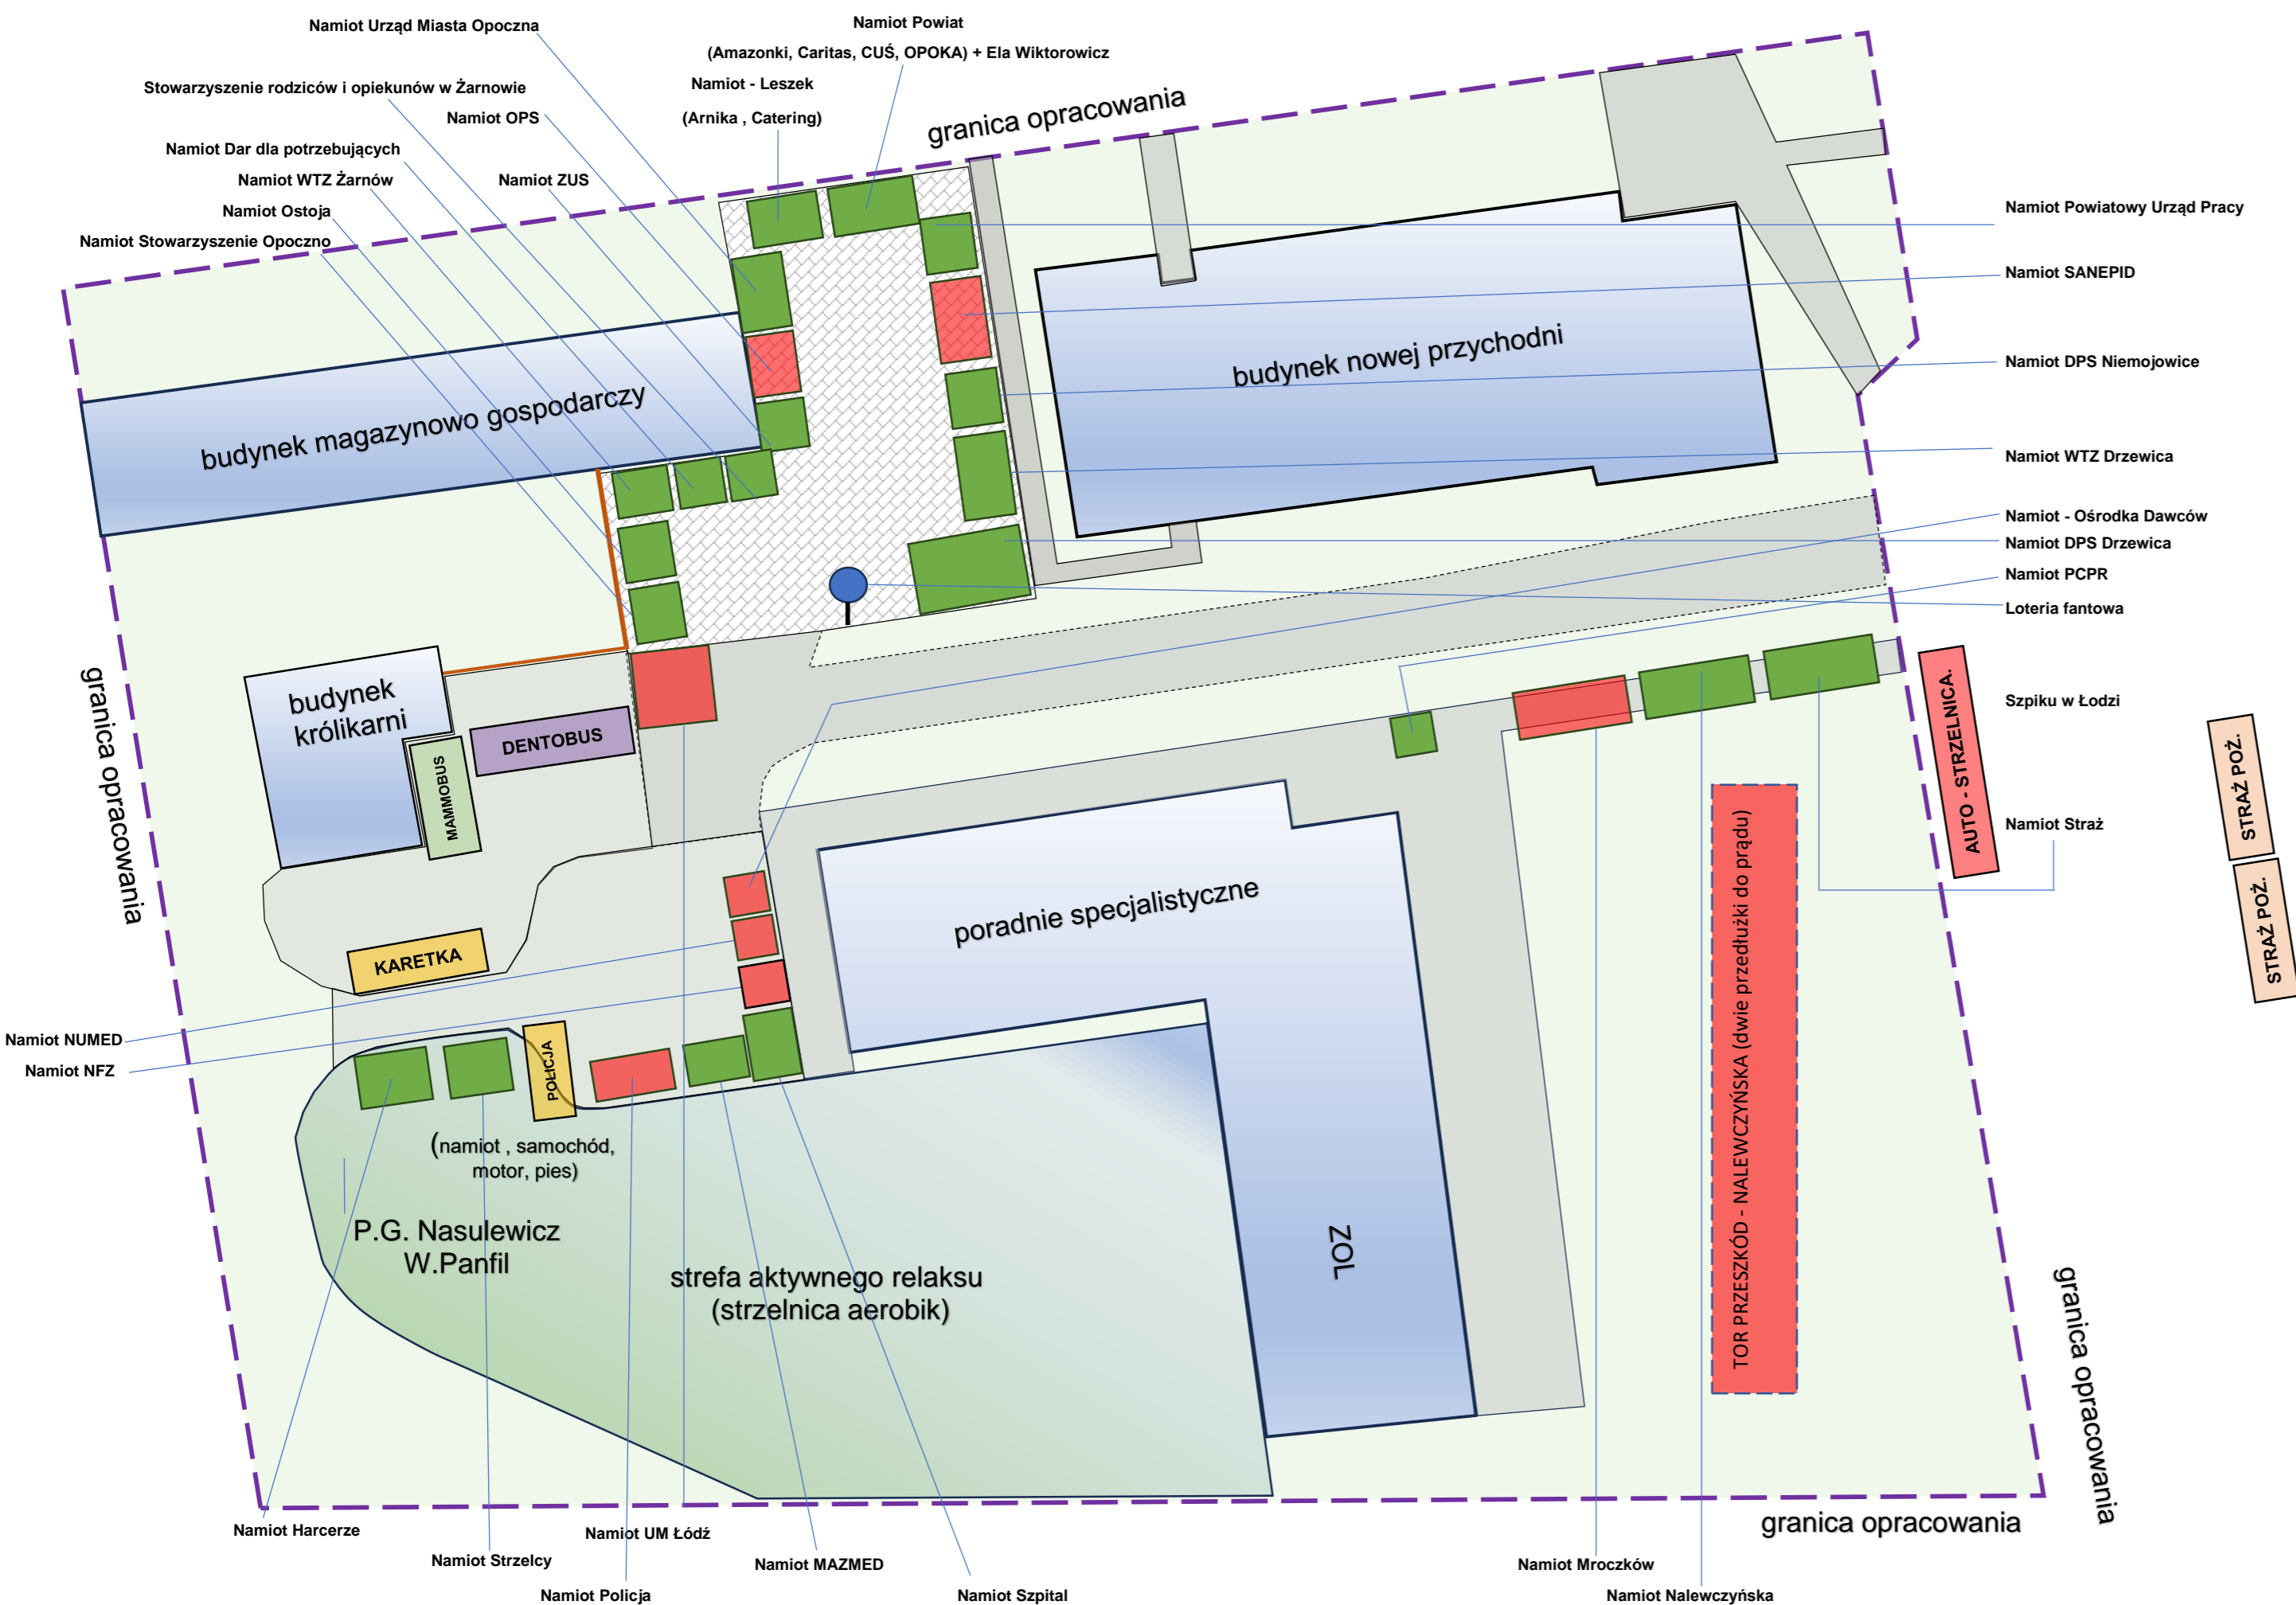 Namiot Urząd Miasta Opoczna
Namiot Powiat
(Amazonki, Caritas, CUŚ, OPOKA) + Ela Wiktorowicz
Stowarzyszenie rodziców i opiekunów w Żarnowie
Namiot - Leszek
(Arnika , Catering)
Namiot OPS
Namiot Dar dla potrzebujących
Namiot WTZ Żarnów
Namiot ZUS
Namiot Ostoja
Namiot Stowarzyszenie Opoczno
granica opracowania
Namiot Powiatowy Urząd Pracy
Namiot SANEPID
Namiot DPS Niemojowice
Namiot WTZ Drzewica
Namiot - Ośrodka Dawców
Namiot DPS Drzewica
Namiot PCPR
Loteria fantowa
Szpiku w Łodzi
Namiot Straż
budynek nowej przychodni
budynek magazynowo gospodarczy
budynek
królikarni
granica opracowania
DENTOBUS
MAMMOBUS
KARETKA
POLICJA
poradnie specjalistyczne
AUTO - STRZELNICA.
STRAŻ POŻ.
STRAŻ POŻ.
TOR PRZESZKÓD - NALEWCZYŃSKA (dwie przedłużki do prądu)
Namiot NUMED
Namiot NFZ
(namiot , samochód,
motor, pies)
P.G. Nasulewicz
W.Panfil
strefa aktywnego relaksu
(strzelnica aerobik)
ZOL
granica opracowania
granica opracowania
Namiot Harcerze
Namiot Strzelcy
Namiot UM Łódź
Namiot Policja
Namiot MAZMED
Namiot Szpital
Namiot Mroczków
Namiot Nalewczyńska